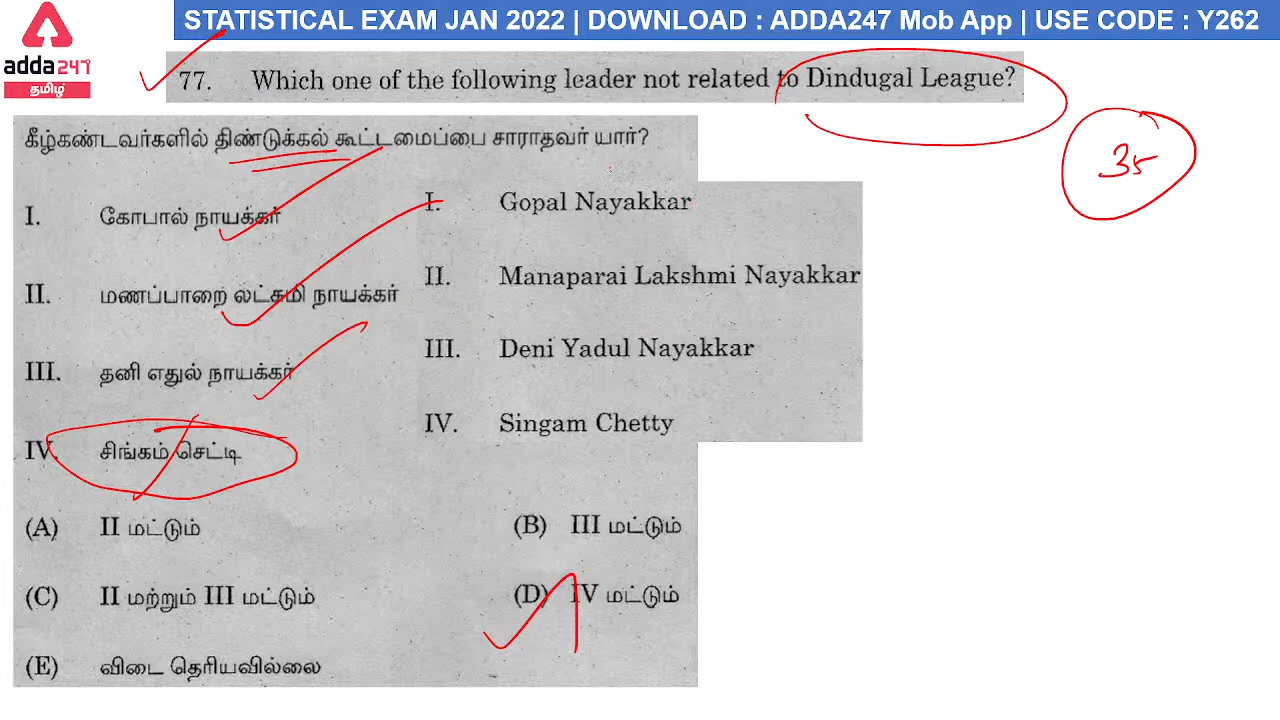 STATISTICAL EXAM JAN 2022 | DOWNLOAD : ADDA247 Mob App | USE CODE : Y262
adda247
தமிழ்
77. Which one of the following leader not related to Dindugal League?
35
கீழ்கண்டவர்களில் திண்டுக்கல் கூட்டமைப்பை சாராதவர் யார்?
I. கோபால் நாயக்கர்
I. Gopal Nayakkar
II. மணப்பாறை லட்சுமி நாயக்கர்
II. Manaparai Lakshmi Nayakkar
III. தனி எதுல் நாயக்கர்
III. Deni Yadul Nayakkar
IV. சிங்கம் செட்டி
IV. Singam Chetty
(A) II மட்டும்
(B) III மட்டும்
(C) II மற்றும் III மட்டும்
(D) IV மட்டும்
(E) விடை தெரியவில்லை